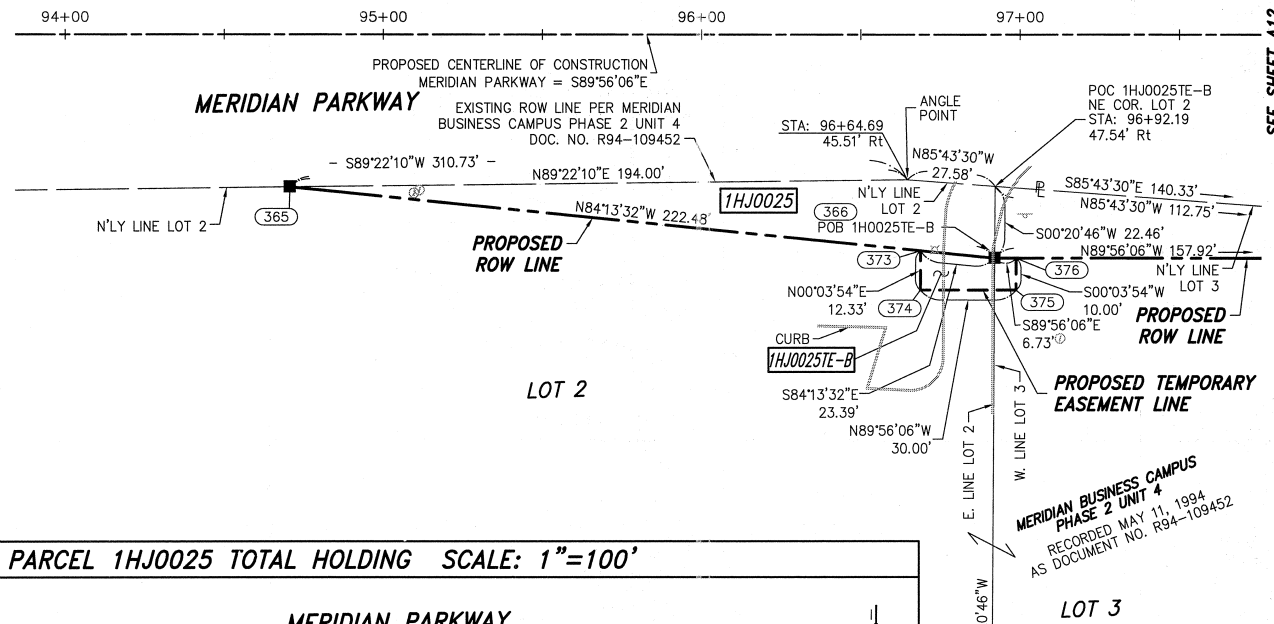 94+00
95+00
96+00
97+00
SEE SHEET A12
PROPOSED CENTERLINE OF CONSTRUCTION
MERIDIAN PARKWAY = S89°56'06"E
MERIDIAN PARKWAY
EXISTING ROW LINE PER MERIDIAN
BUSINESS CAMPUS PHASE 2 UNIT 4
DOC. NO. R94-109452
STA: 96+64.69
45.51' Rt
ANGLE
POINT
POC 1HJ0025TE-B
NE COR. LOT 2
STA: 96+92.19
47.54' Rt
- S89°22'10"W 310.73' -
N89°22'10"E 194.00'
N85°43'30"W
27.58'
N'LY LINE
LOT 2
PL
S85°43'30"E 140.33'
N85°43'30"W 112.75'
N'LY LINE LOT 2
365
1HJ0025
366
N84°13'32"W 222.48'
POB 1H0025TE-B
S00°20'46"W 22.46'
N89°56'06"W 157.92'
PROPOSED
ROW LINE
373
376
N'LY LINE
LOT 3
N00°03'54"E
12.33'
374
375
S00°03'54"W
10.00'
S89°56'06"E
6.73'
PROPOSED
ROW LINE
CURB
1HJ0025TE-B
LOT 2
S84°13'32"E
23.39'
N89°56'06"W
30.00'
PROPOSED TEMPORARY
EASEMENT LINE
E. LINE LOT 2
W. LINE LOT 3
MERIDIAN BUSINESS CAMPUS
PHASE 2 UNIT 4
RECORDED MAY 11, 1994
AS DOCUMENT NO. R94-109452
PARCEL 1HJ0025 TOTAL HOLDING SCALE: 1"=100'
MERIDIAN PARKWAY
0'46"W
LOT 3